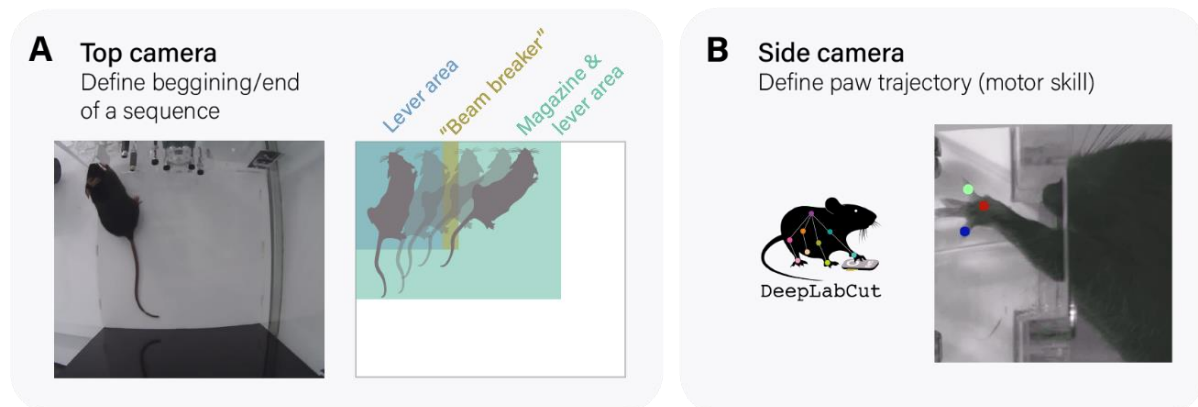 A
Top camera
Define beggining/end
of a sequence
Lever area
“Beam breaker”
Magazine &
lever area
B
Side camera
Define paw trajectory (motor skill)
DeepLabCut